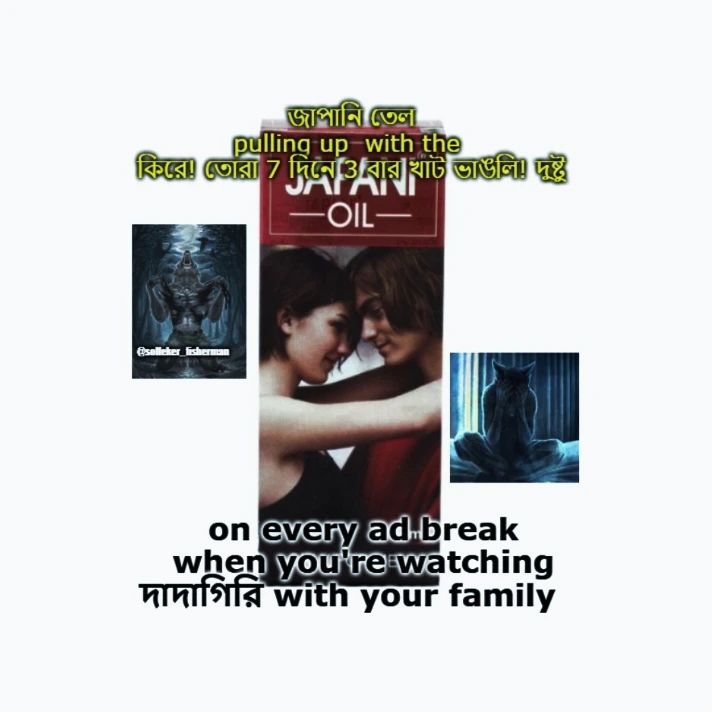 জাপানি তেল
pulling up with the
কিরে! তোরা 7 দিনে 3 বার খাট ভাঙলি! দুষ্টু
JAPANI
OIL
@solleker_fisherman
on every ad break
when you're watching
দাদাগিরি with your family